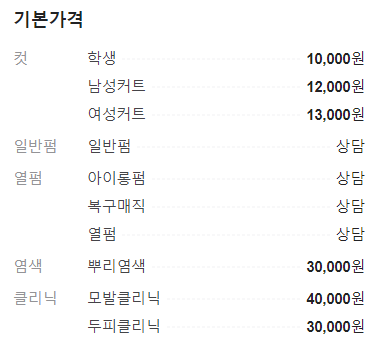 기본가격
컷 학생 10,000원
남성커트 12,000원
여성커트 13,000원
일반펌 일반펌 상담
열펌 아이롱펌 상담
복구매직 상담
열펌 상담
염색 뿌리염색 30,000원
클리닉 모발클리닉 40,000원
두피클리닉 30,000원